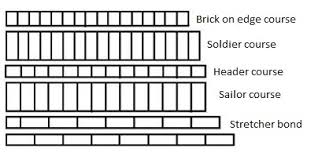 Brick on edge course
Soldier course
Header course
Sailor course
Stretcher bond